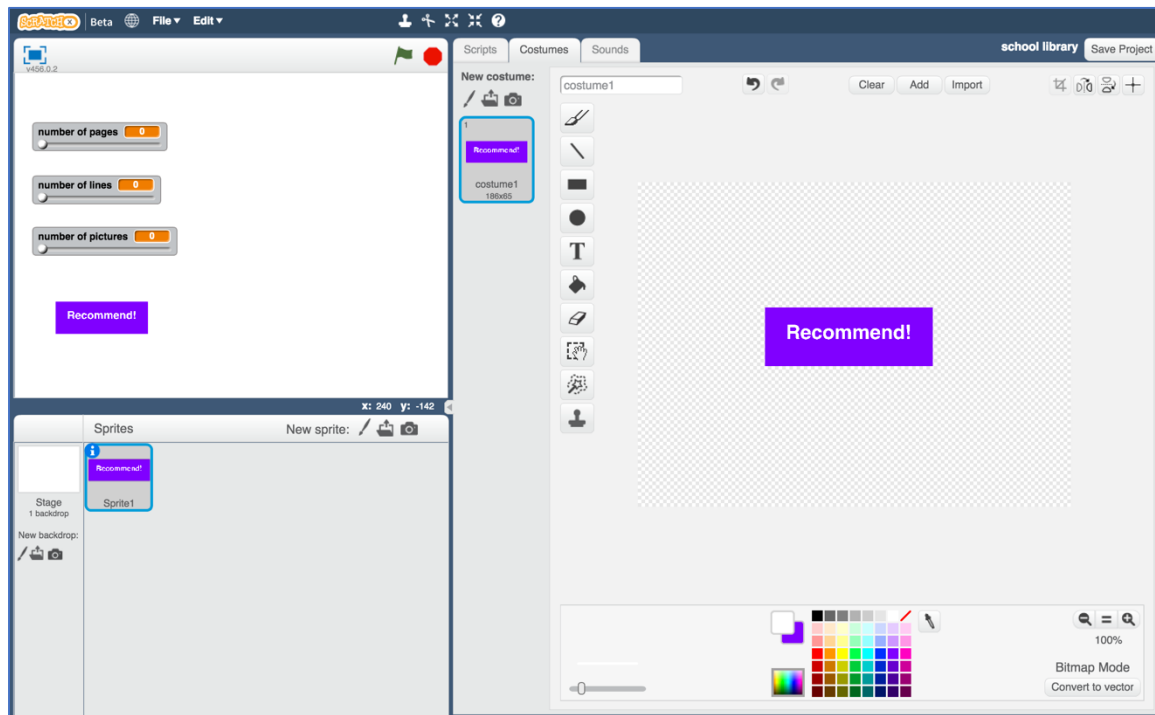 SCRATCHX Beta File▼ Edit▼
v456.0.2
number of pages 0
number of lines 0
number of pictures 0
Recommend!
x: 240 y: -142
Sprites New sprite:
Stage
1 backdrop
New backdrop:
Recommend!
Sprite1
Scripts Costumes Sounds
school library Save Project
New costume:
1
Recommend!
costume1
186x65
costume1 Clear Add Import
T
Recommend!
100%
Bitmap Mode
Convert to vector